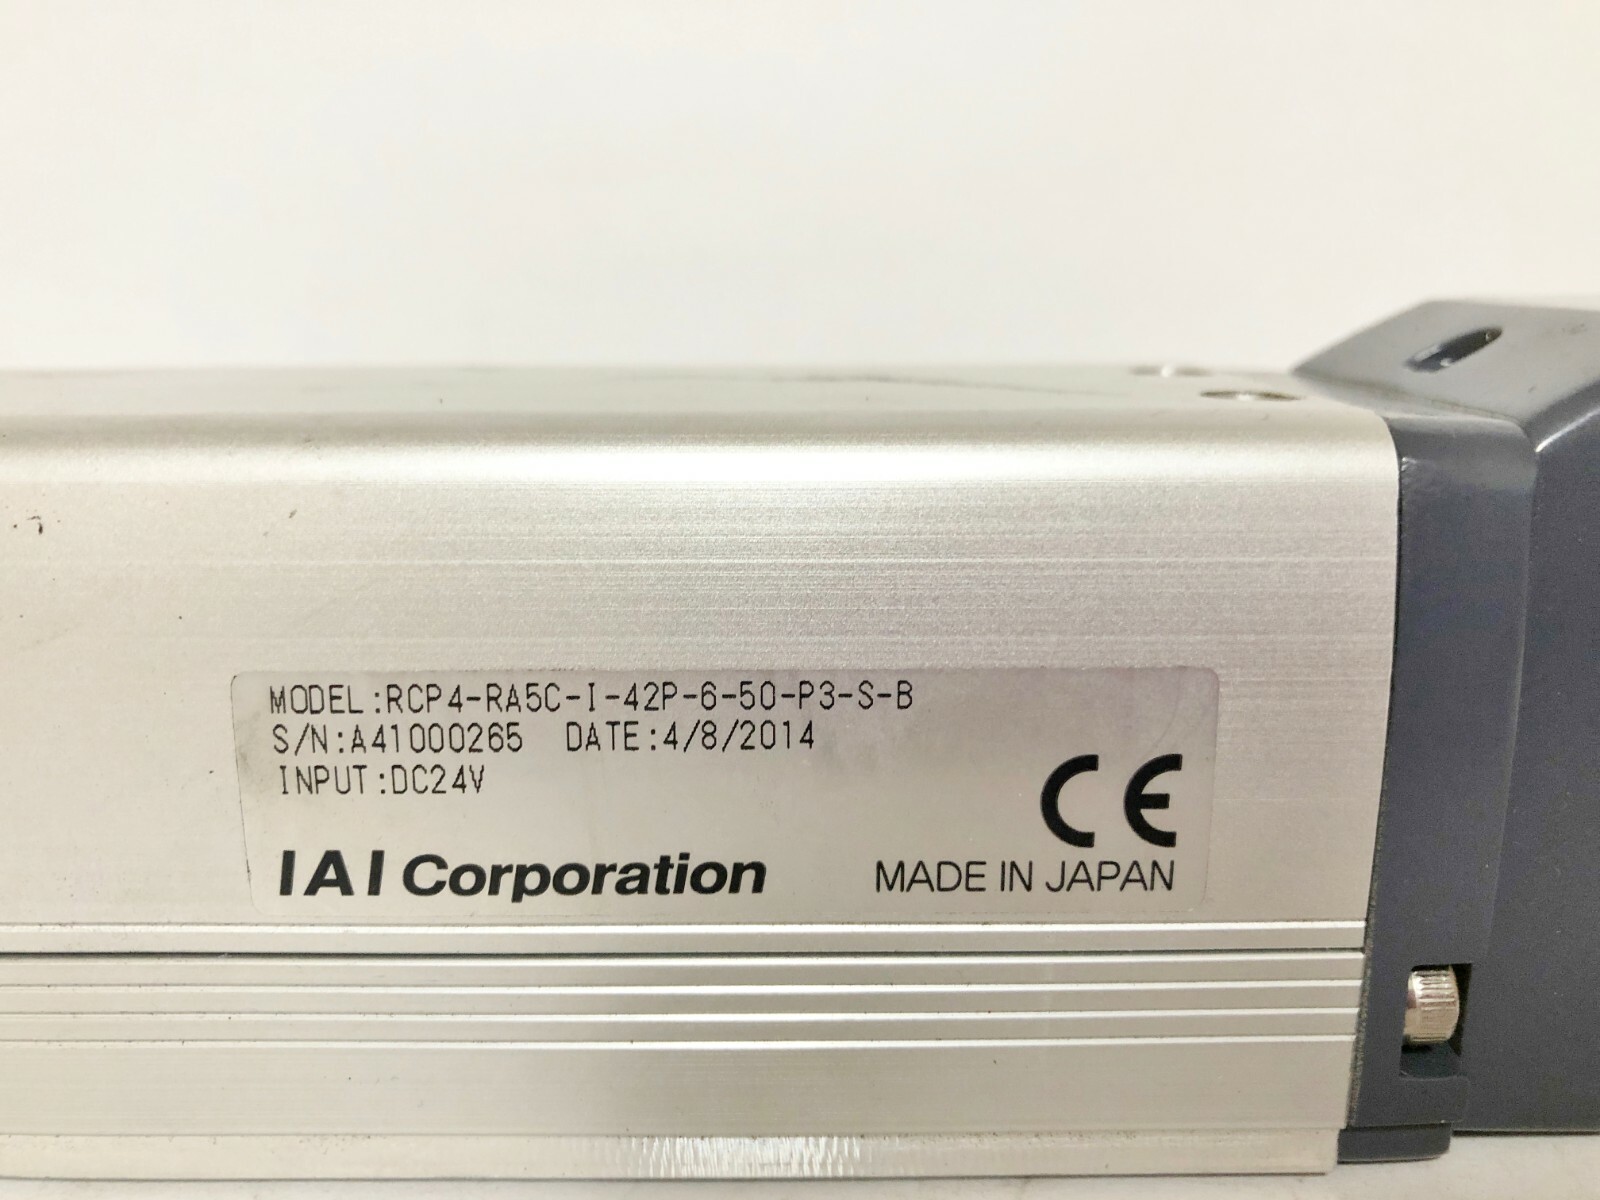 MODEL:RCP4-RA5C-I-42P-6-50-P3-S-B
S/N:A41000265 DATE:4/8/2014
INPUT:DC24V
CE
IAI Corporation MADE IN JAPAN